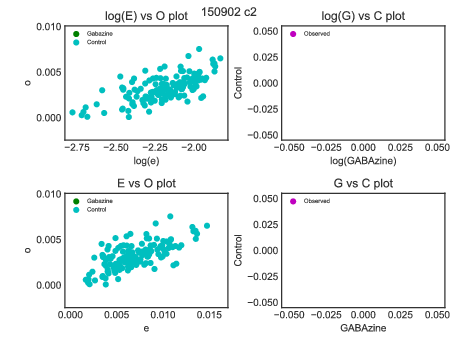 150902 c2
log(E) vs O plot
log(G) vs C plot
Gabazine
Control
Observed
0.010
0.005
0.000
o
−2.75 −2.50 −2.25 −2.00
log(e)
0.050
0.025
0.000
−0.025
−0.050
Control
−0.050 −0.025 0.000 0.025 0.050
log(GABAzine)
E vs O plot
G vs C plot
Gabazine
Control
Observed
0.010
0.005
0.000
o
0.000 0.005 0.010 0.015
e
0.050
0.025
0.000
−0.025
−0.050
Control
−0.050 −0.025 0.000 0.025 0.050
GABAzine